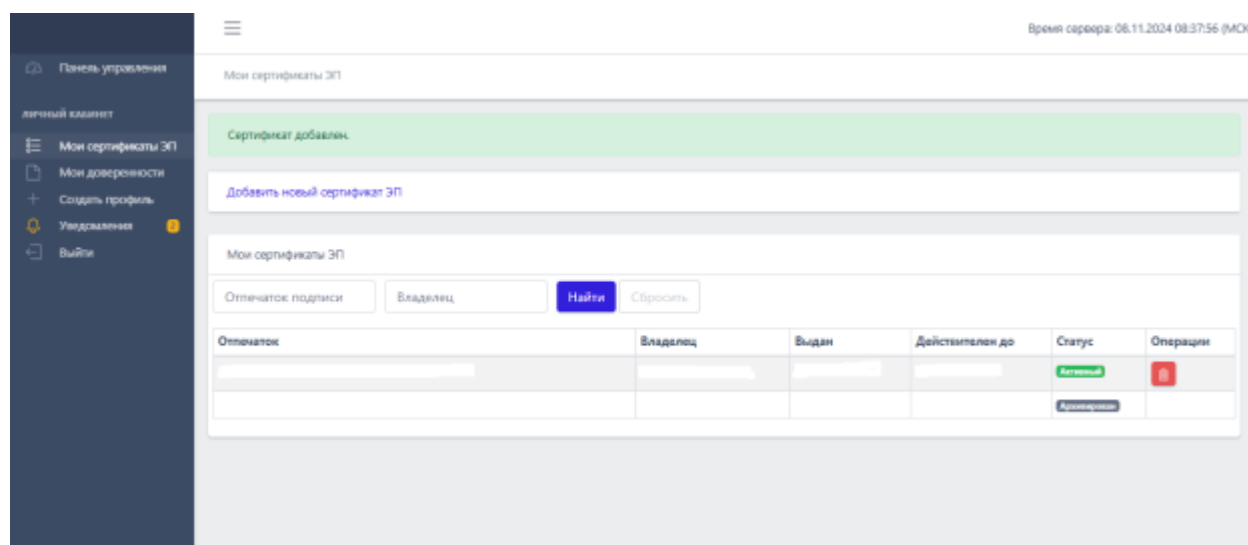 Время сервера: 08.11.2024 08:37:56 (МСК
Панель управления
Мои сертификаты ЭП
ЛИЧНЫЙ КАБИНЕТ
Мои сертификаты ЭП
Мои доверенности
Создать профиль
Уведомления 2
Выйти
Сертификат добавлен.
Добавить новый сертификат ЭП
Мои сертификаты ЭП
Отпечаток подписи Владелец Найти Сбросить
Отпечаток Владелец Выдан Действителен до Статус Операции
Активный
Архивирован